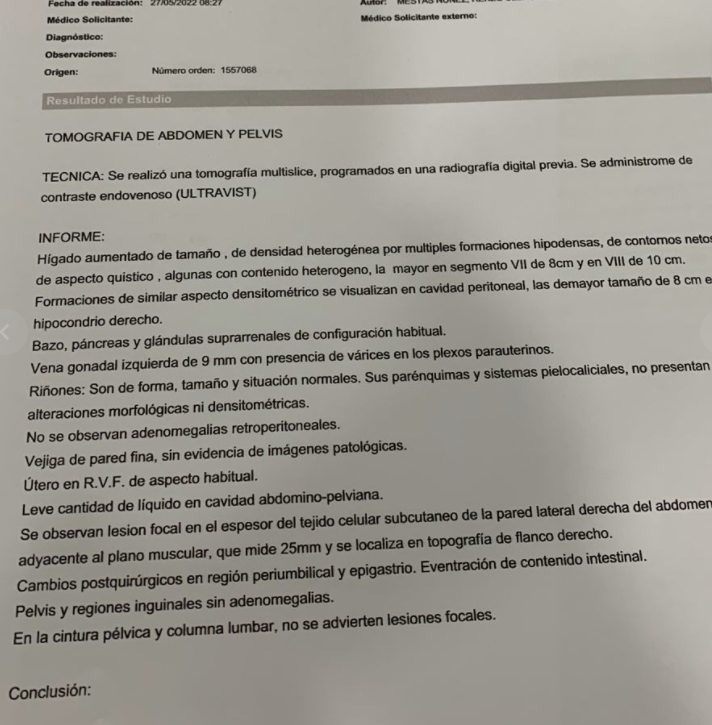 Fecha de realización: 27/05/2022 08:27
Autor: MESTAS NUÑEZ,
Médico Solicitante:
Médico Solicitante externo:
Diagnóstico:
Observaciones:
Origen: Número orden: 1557068
Resultado de Estudio
TOMOGRAFIA DE ABDOMEN Y PELVIS
TECNICA: Se realizó una tomografía multislice, programados en una radiografía digital previa. Se administrome de
contraste endovenoso (ULTRAVIST)
INFORME:
Hígado aumentado de tamaño , de densidad heterogénea por multiples formaciones hipodensas, de contornos netos
de aspecto quistico , algunas con contenido heterogeno, la mayor en segmento VII de 8cm y en VIII de 10 cm.
Formaciones de similar aspecto densitométrico se visualizan en cavidad peritoneal, las demayor tamaño de 8 cm e
hipocondrio derecho.
Bazo, páncreas y glándulas suprarrenales de configuración habitual.
Vena gonadal izquierda de 9 mm con presencia de várices en los plexos parauterinos.
Riñones: Son de forma, tamaño y situación normales. Sus parénquimas y sistemas pielocaliciales, no presentan
alteraciones morfológicas ni densitométricas.
No se observan adenomegalias retroperitoneales.
Vejiga de pared fina, sin evidencia de imágenes patológicas.
Útero en R.V.F. de aspecto habitual.
Leve cantidad de líquido en cavidad abdomino-pelviana.
Se observan lesion focal en el espesor del tejido celular subcutaneo de la pared lateral derecha del abdomen
adyacente al plano muscular, que mide 25mm y se localiza en topografía de flanco derecho.
Cambios postquirúrgicos en región periumbilical y epigastrio. Eventración de contenido intestinal.
Pelvis y regiones inguinales sin adenomegalias.
En la cintura pélvica y columna lumbar, no se advierten lesiones focales.
Conclusión: